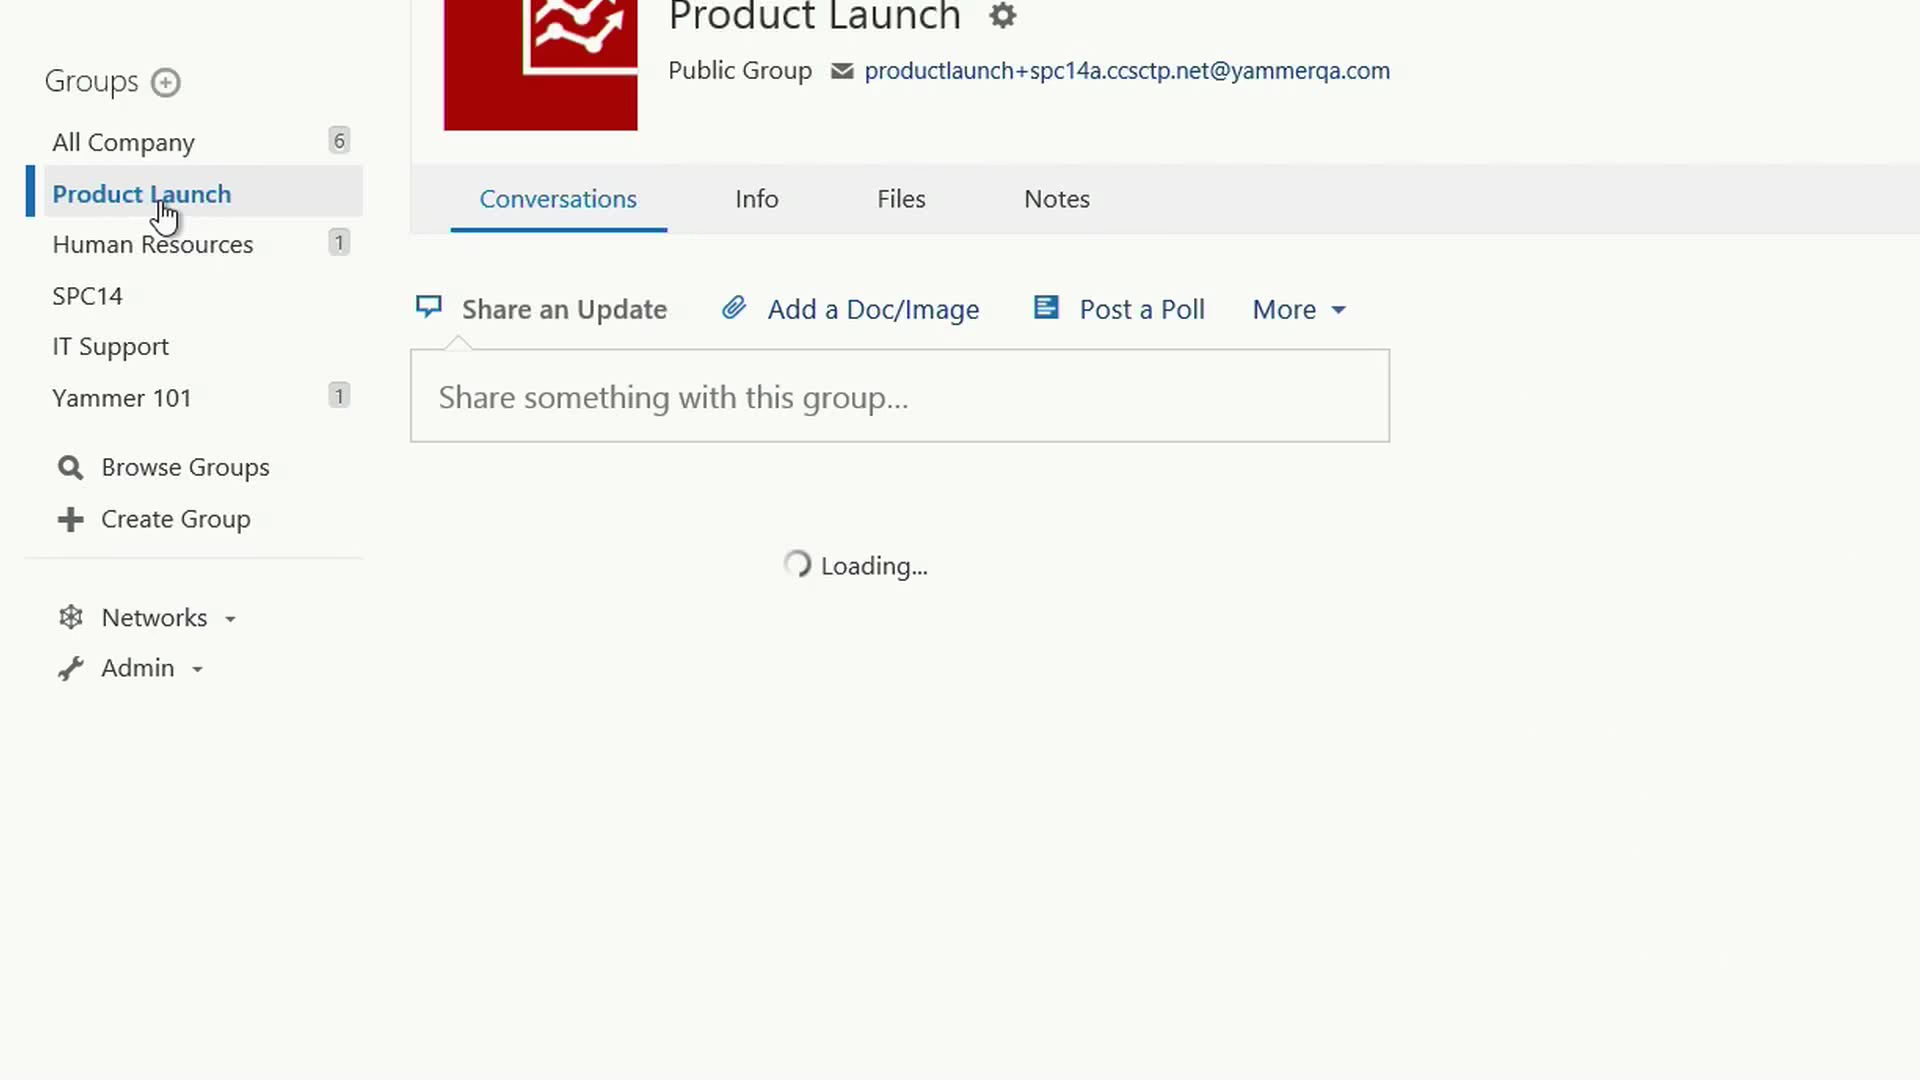 Product Launch
Public Group productlaunch+spc14a.ccsctp.net@yammerqa.com
Groups
All Company 6
Product Launch
Human Resources 1
SPC14
IT Support
Yammer 101 1
Browse Groups
Create Group
Networks
Admin
Conversations Info Files Notes
Share an Update Add a Doc/Image Post a Poll More
Share something with this group...
Loading...